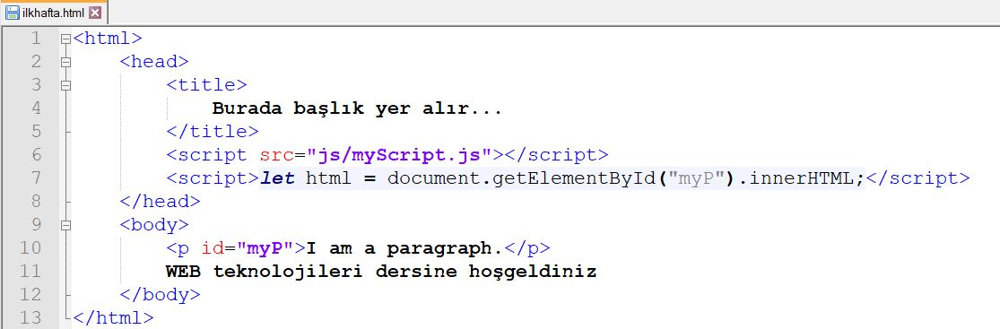 ilkhafta.html
1 <html>
2 <head>
3 <title>
4 Burada başlık yer alır...
5 </title>
6 <script src="js/myScript.js"></script>
7 <script>let html = document.getElementById("myP").innerHTML;</script>
8 </head>
9 <body>
10 <p id="myP">I am a paragraph.</p>
11 WEB teknolojileri dersine hoşgeldiniz
12 </body>
13 </html>